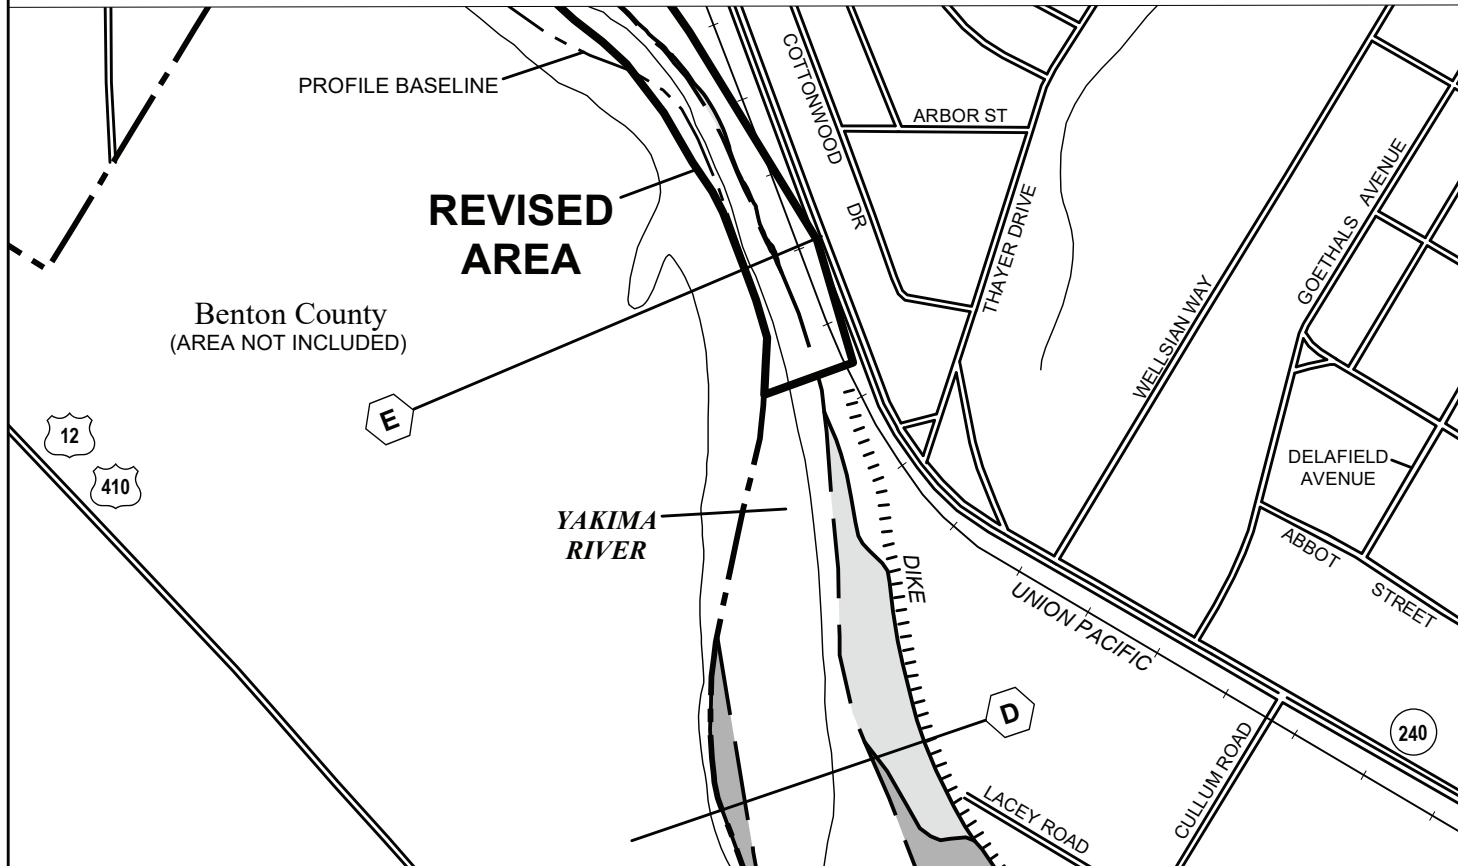 PROFILE BASELINE
COTTONWOOD DR
ARBOR ST
THAYER DRIVE
GOETHALS AVENUE
WELLSIAN WAY
REVISED
AREA
Benton County
(AREA NOT INCLUDED)
E
12
410
DELAFIELD
AVENUE
YAKIMA
RIVER
ABBOT STREET
DIKE
UNION PACIFIC
D
240
CULLUM ROAD
LACEY ROAD